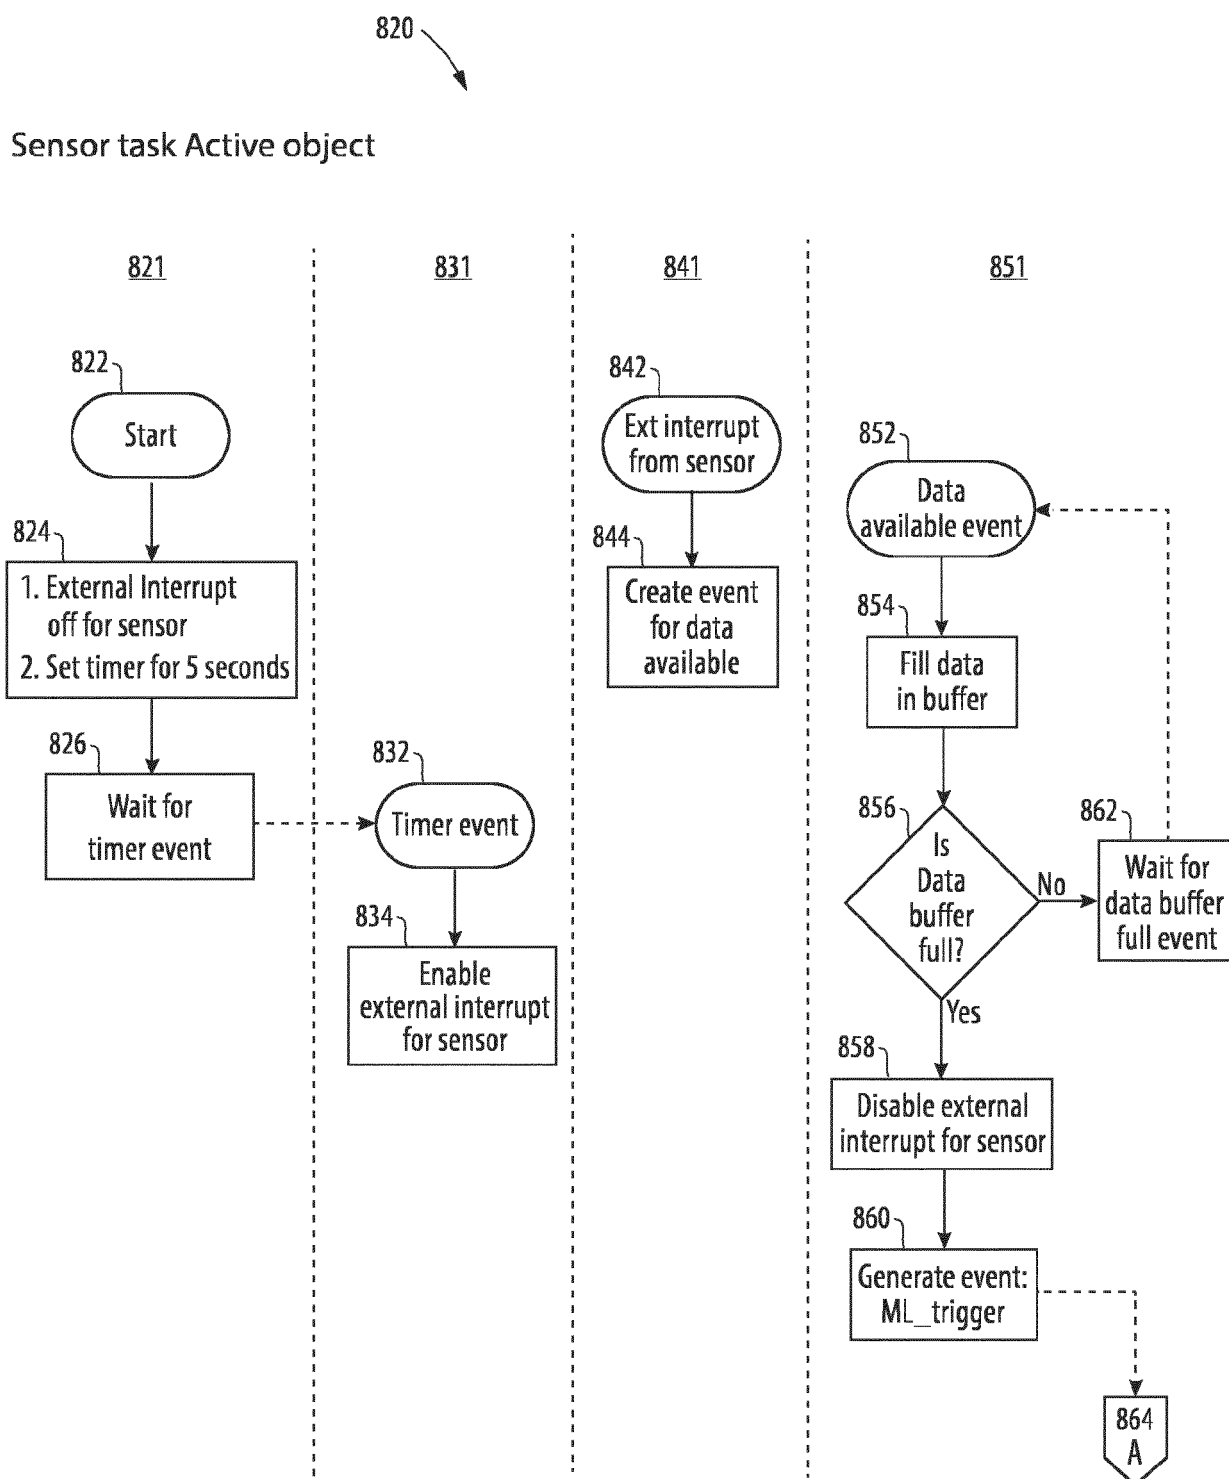 820
Sensor task Active object
821
831
841
851
822
Start
824
1. External Interrupt
off for sensor
2. Set timer for 5 seconds
826
Wait for
timer event
832
Timer event
834
Enable
external interrupt
for sensor
842
Ext interrupt
from sensor
844
Create event
for data
available
852
Data
available event
854
Fill data
in buffer
856
Is
Data
buffer
full?
No
862
Wait for
data buffer
full event
Yes
858
Disable external
interrupt for sensor
860
Generate event:
ML_trigger
864
A